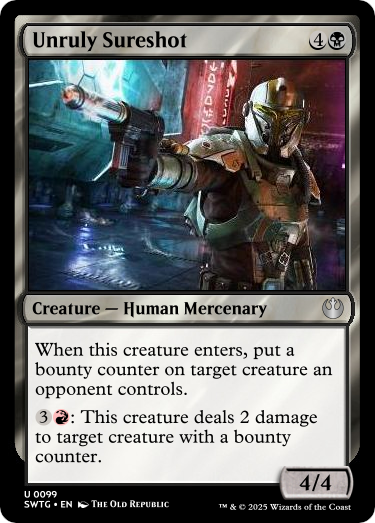 Unruly Sureshot 4
Creature — Human Mercenary
When this creature enters, put a
bounty counter on target creature an
opponent controls.
3 : This creature deals 2 damage
to target creature with a bounty
counter.
4/4
U 0099
SWTG • EN The Old Republic
™ & © 2025 Wizards of the Coast